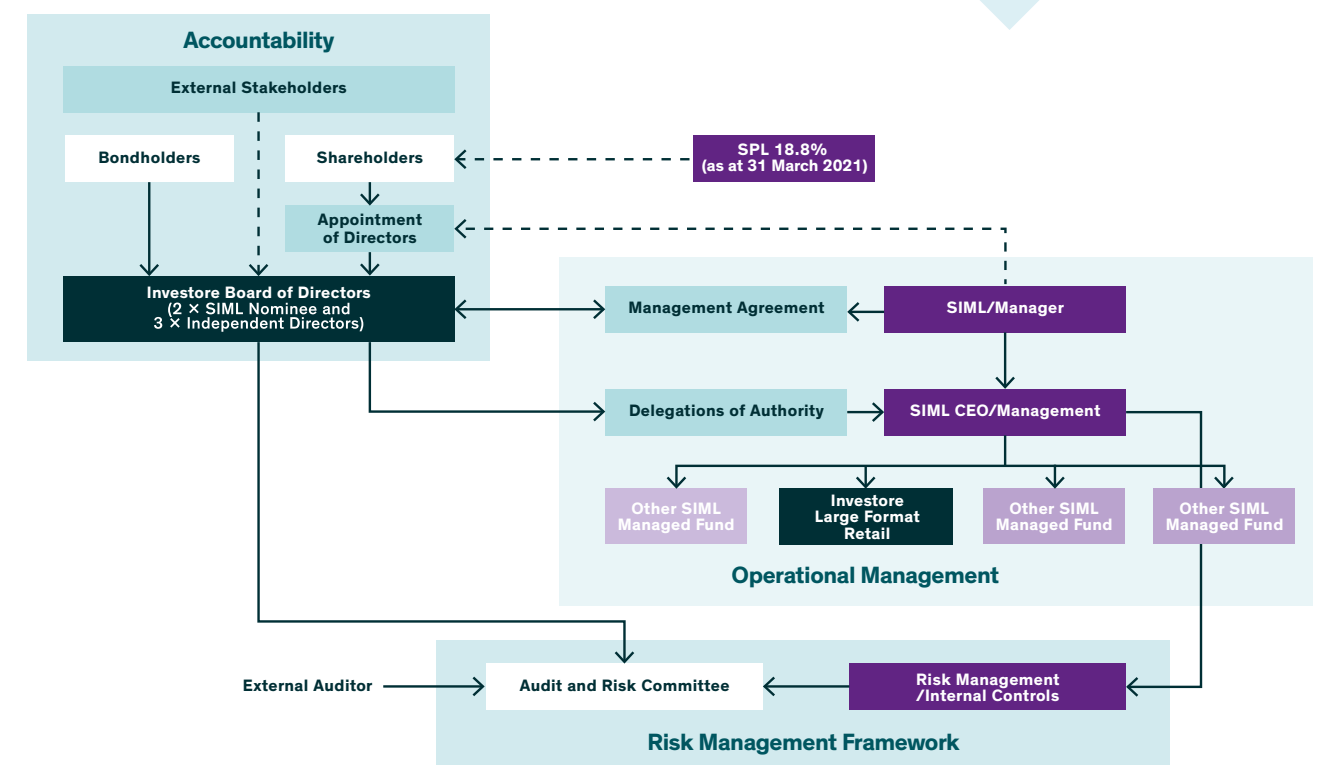 Accountability
External Stakeholders
Bondholders
Shareholders
SPL 18.8%
(as at 31 March 2021)
Appointment
of Directors
Investore Board of Directors
(2 × SIML Nominee and
3 × Independent Directors)
Management Agreement
SIML/Manager
Delegations of Authority
SIML CEO/Management
Other SIML
Managed Fund
Investore
Large Format
Retail
Other SIML
Managed Fund
Other SIML
Managed Fund
Operational Management
External Auditor
Audit and Risk Committee
Risk Management
/Internal Controls
Risk Management Framework